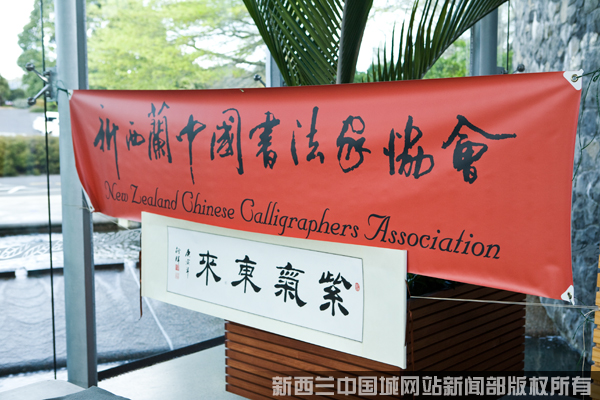 新西蘭中國書法家協會
New Zealand Chinese Calligraphers Association
紫氣東來
新西兰中国城网站新闻部版权所有